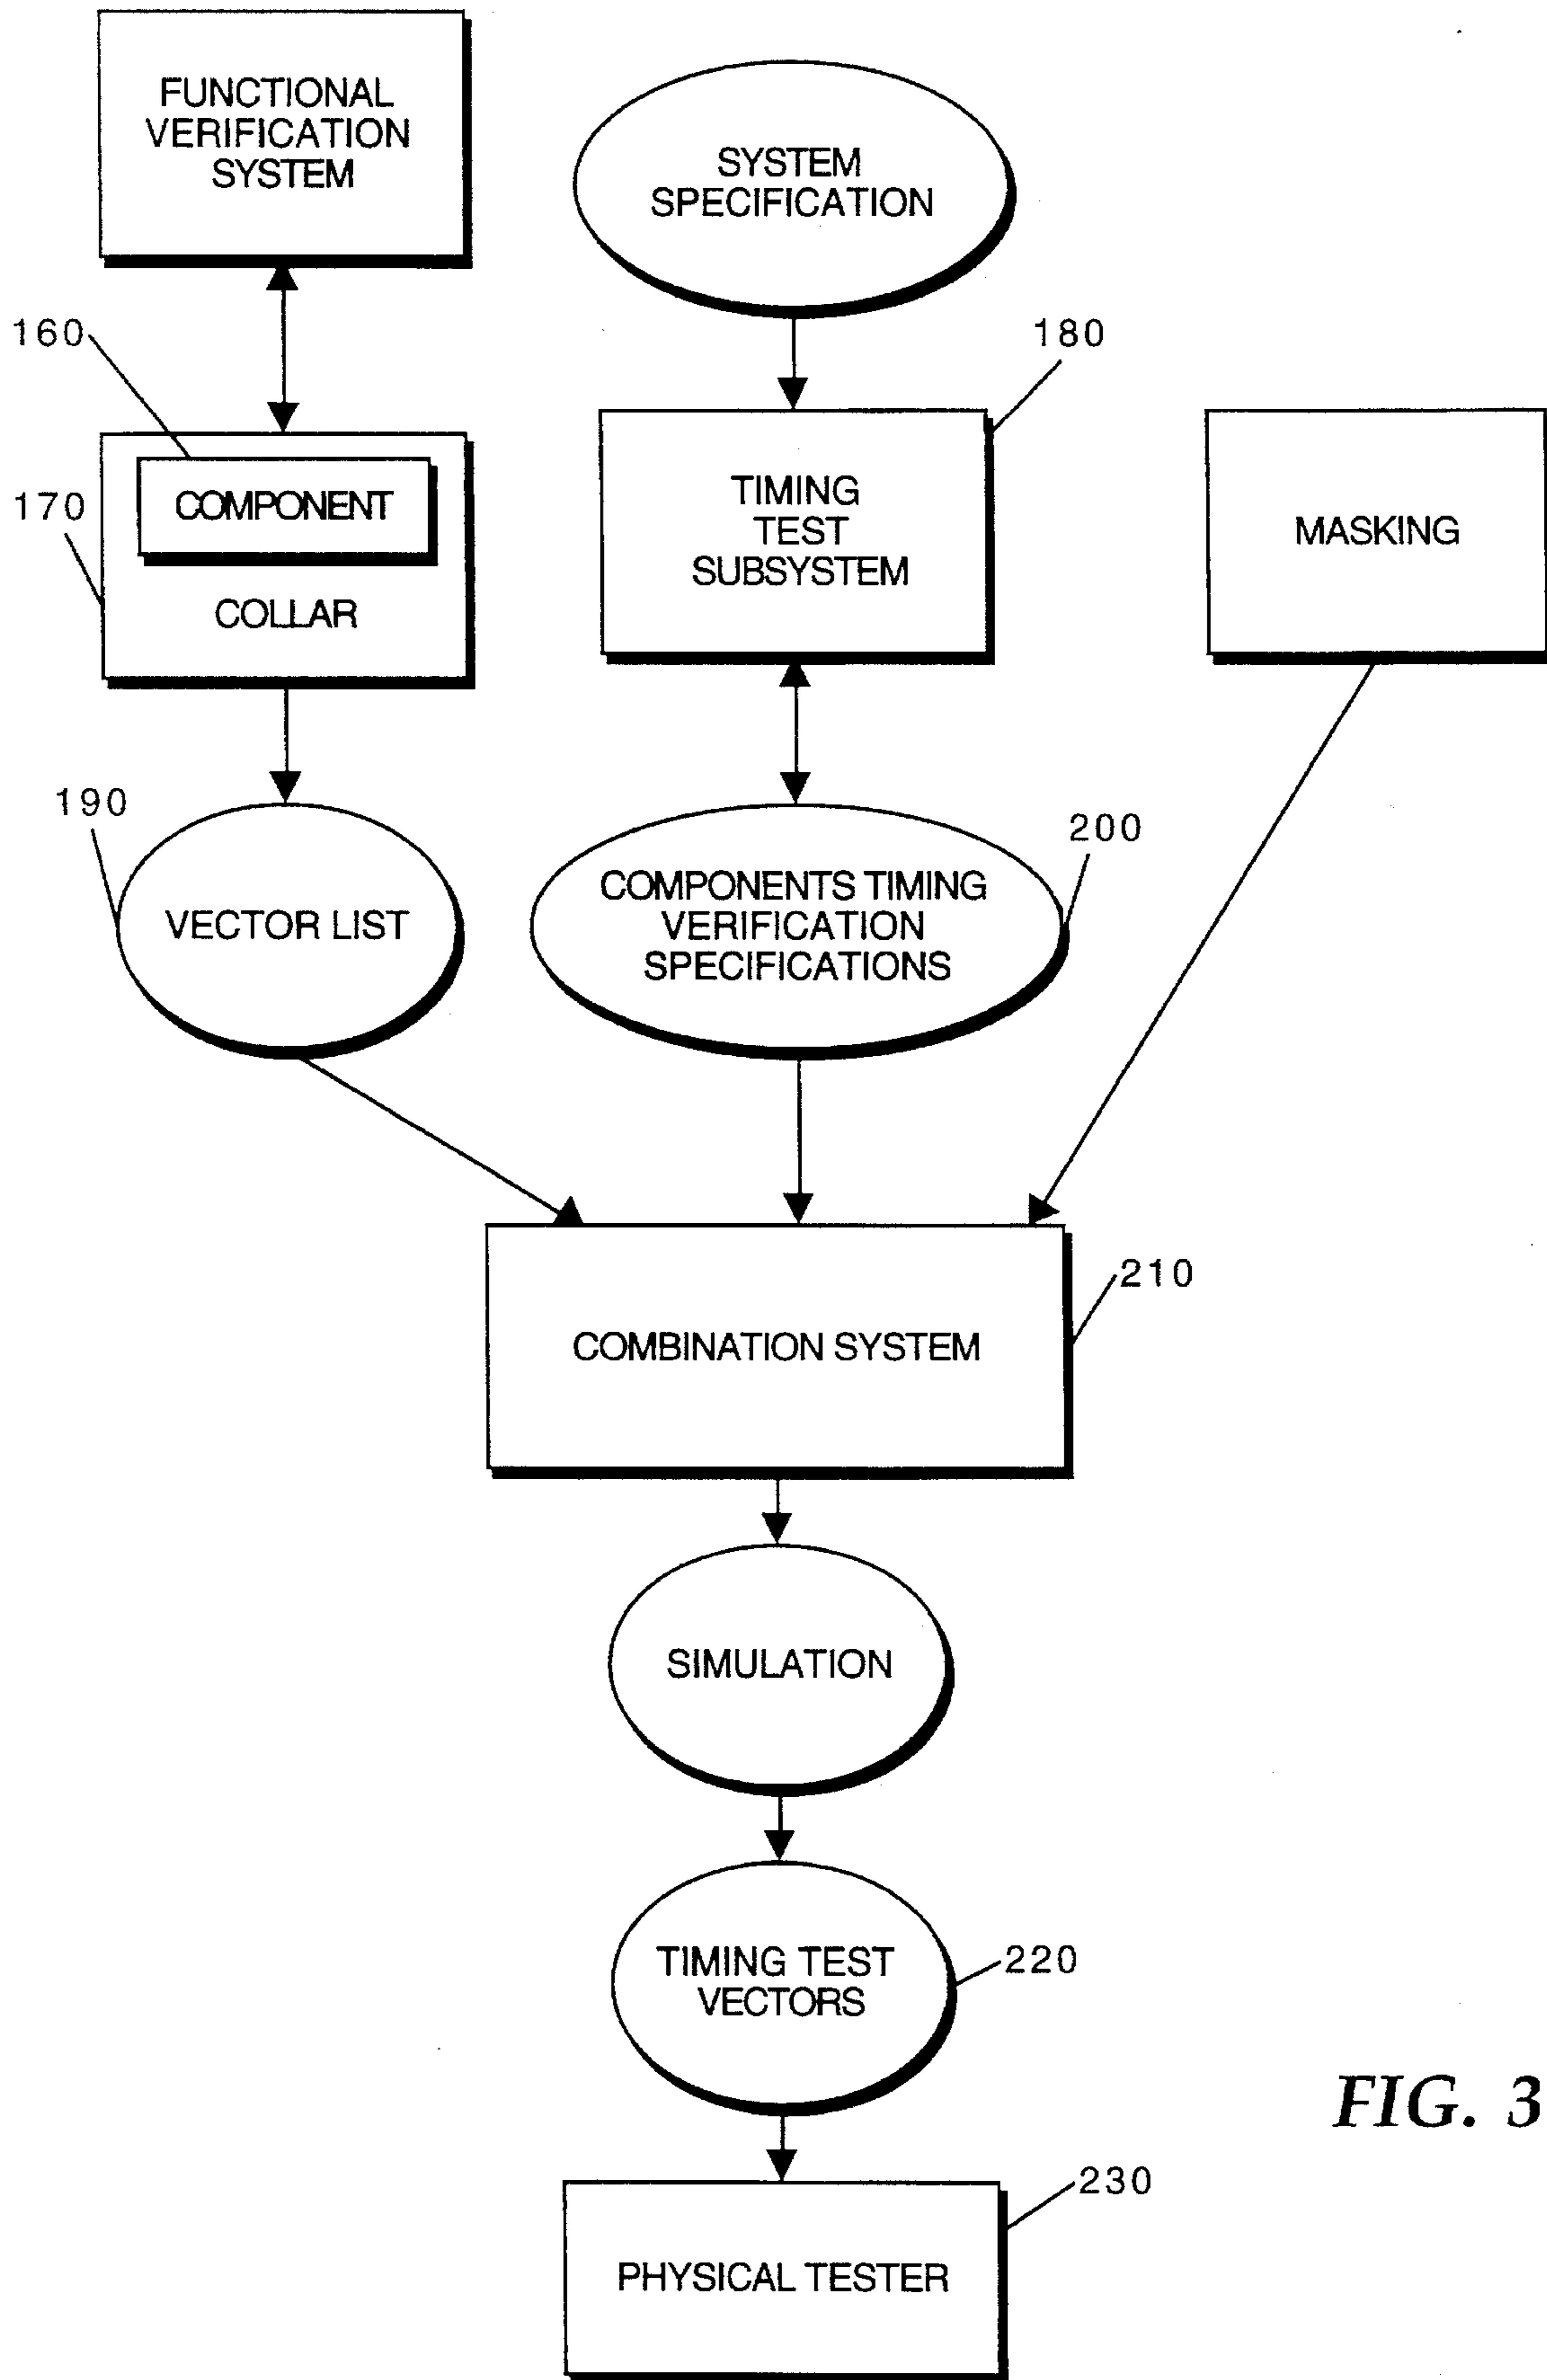 FUNCTIONAL
VERIFICATION
SYSTEM
SYSTEM
SPECIFICATION
160
180
170
COMPONENT
COLLAR
TIMING
TEST
SUBSYSTEM
MASKING
190
VECTOR LIST
200
COMPONENTS TIMING
VERIFICATION
SPECIFICATIONS
210
COMBINATION SYSTEM
SIMULATION
TIMING TEST
VECTORS
220
FIG. 3
230
PHYSICAL TESTER